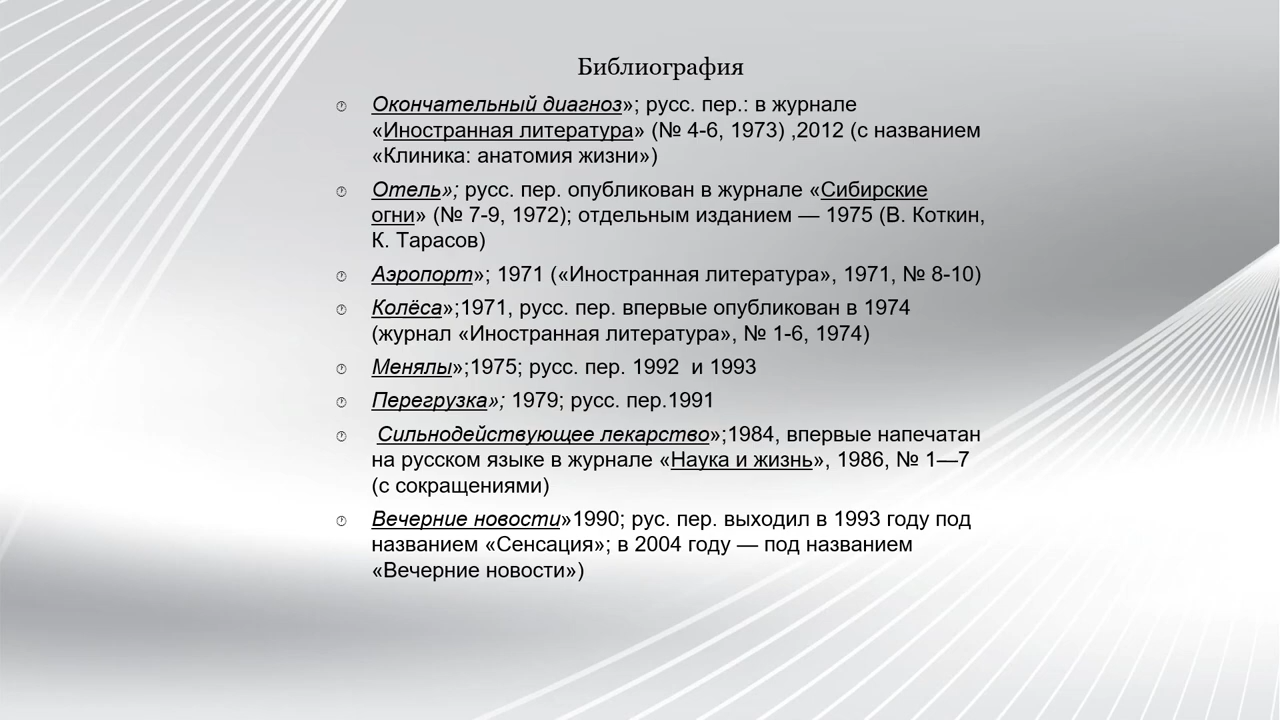 Библиография
Окончательный диагноз»; русс. пер.: в журнале
«Иностранная литература» (№ 4-6, 1973) ,2012 (с названием
«Клиника: анатомия жизни»)
Отель»; русс. пер. опубликован в журнале «Сибирские
огни» (№ 7-9, 1972); отдельным изданием — 1975 (В. Коткин,
К. Тарасов)
Аэропорт»; 1971 («Иностранная литература», 1971, № 8-10)
Колёса»;1971, русс. пер. впервые опубликован в 1974
(журнал «Иностранная литература», № 1-6, 1974)
Менялы»;1975; русс. пер. 1992  и 1993
Перегрузка»; 1979; русс. пер.1991
Сильнодействующее лекарство»;1984, впервые напечатан
на русском языке в журнале «Наука и жизнь», 1986, № 1—7
(с сокращениями)
Вечерние новости»1990; рус. пер. выходил в 1993 году под
названием «Сенсация»; в 2004 году — под названием
«Вечерние новости»)